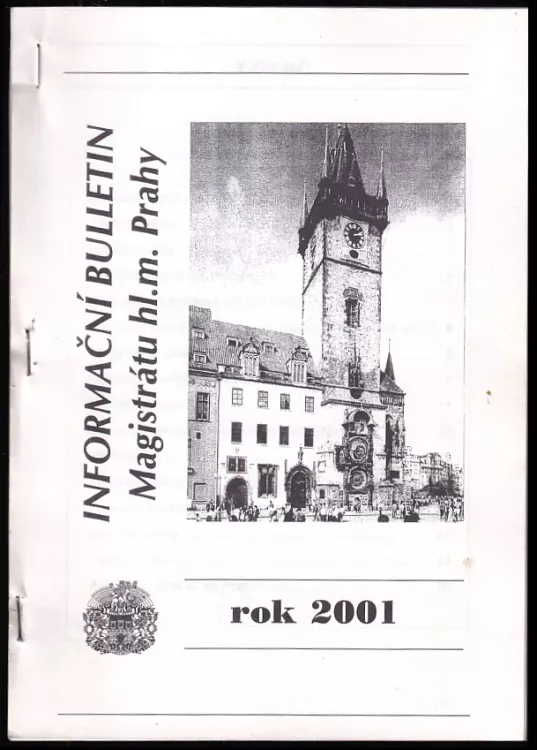 INFORMAČNÍ BULLETIN
Magistrátu hl.m. Prahy
rok 2001